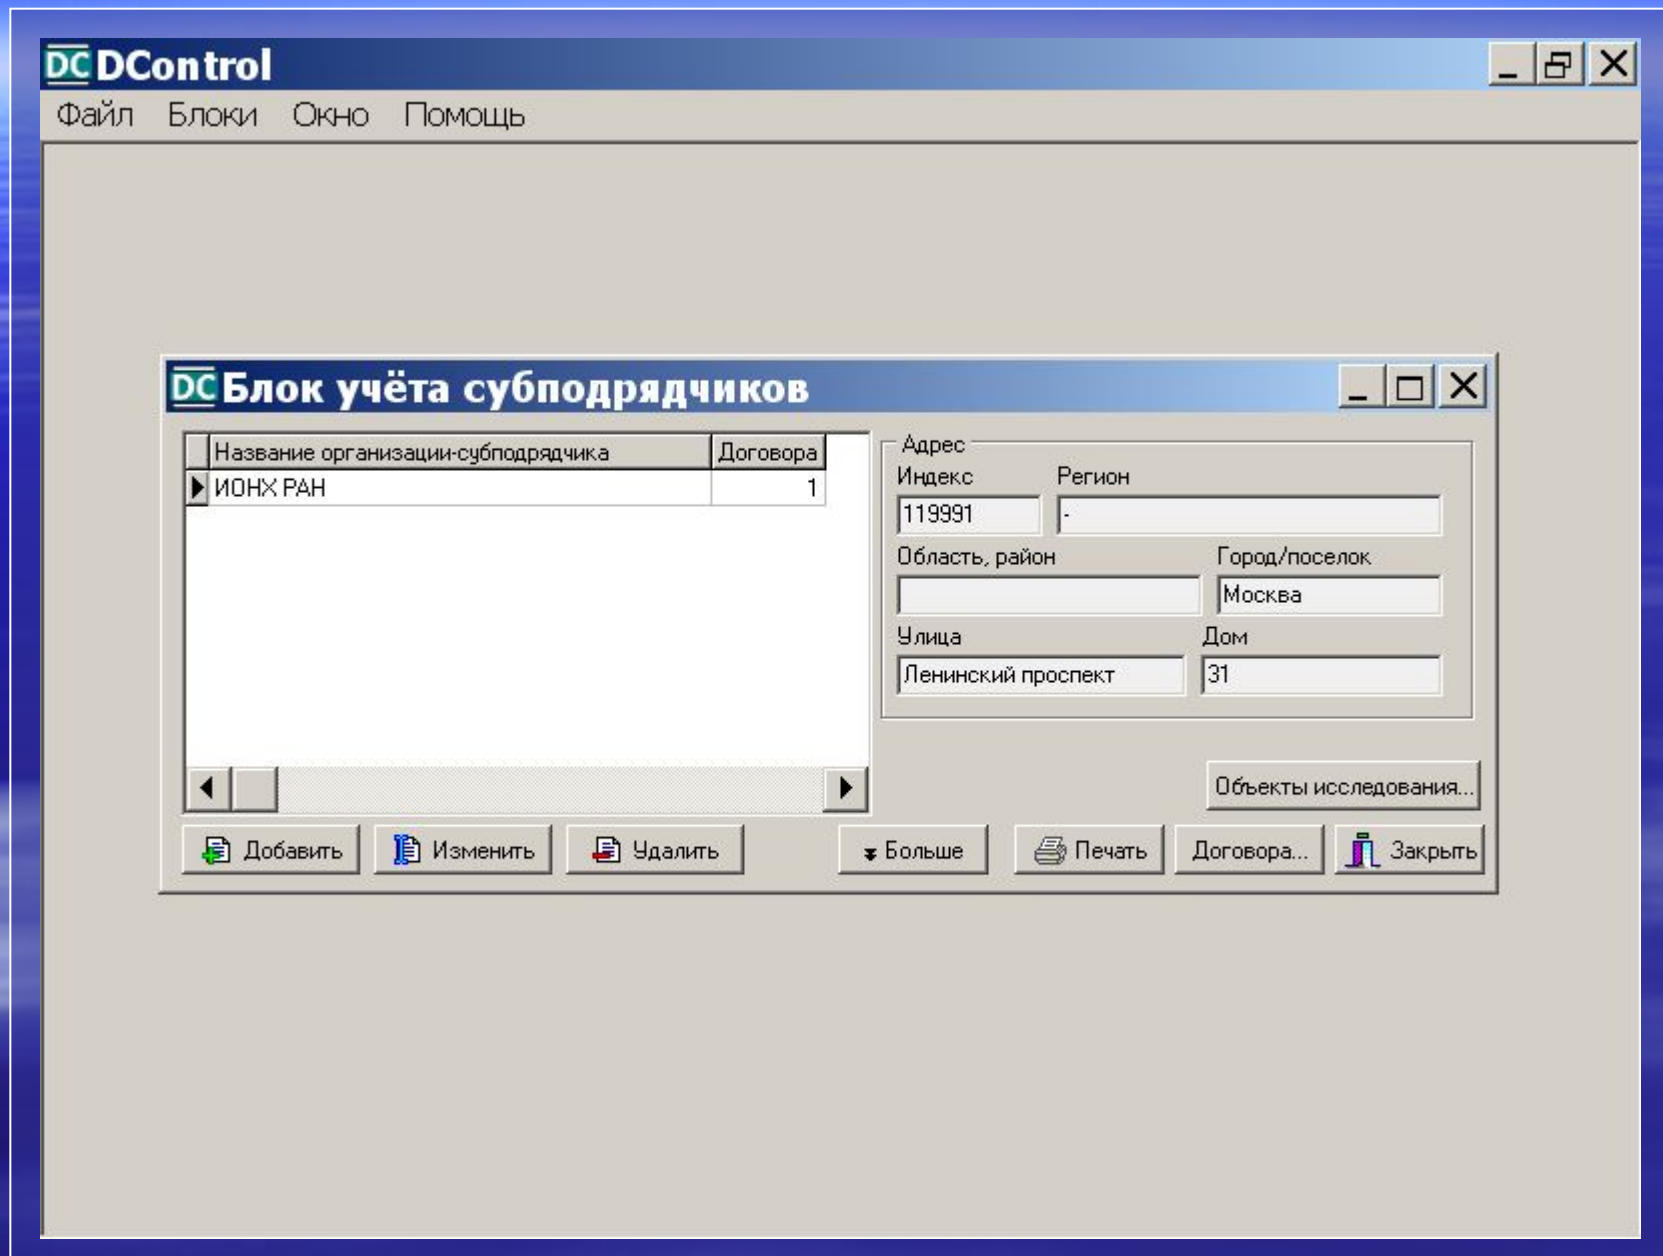 DC DControl
Файл Блоки Окно Помощь
DC Блок учёта субподрядчиков
Название организации-субподрядчика Договора
ИОНХ РАН 1
Адрес
Индекс Регион
119991 -
Область, район Город/поселок
Москва
Улица Дом
Ленинский проспект 31
Объекты исследования...
Добавить Изменить Удалить Больше Печать Договора... Закрыть